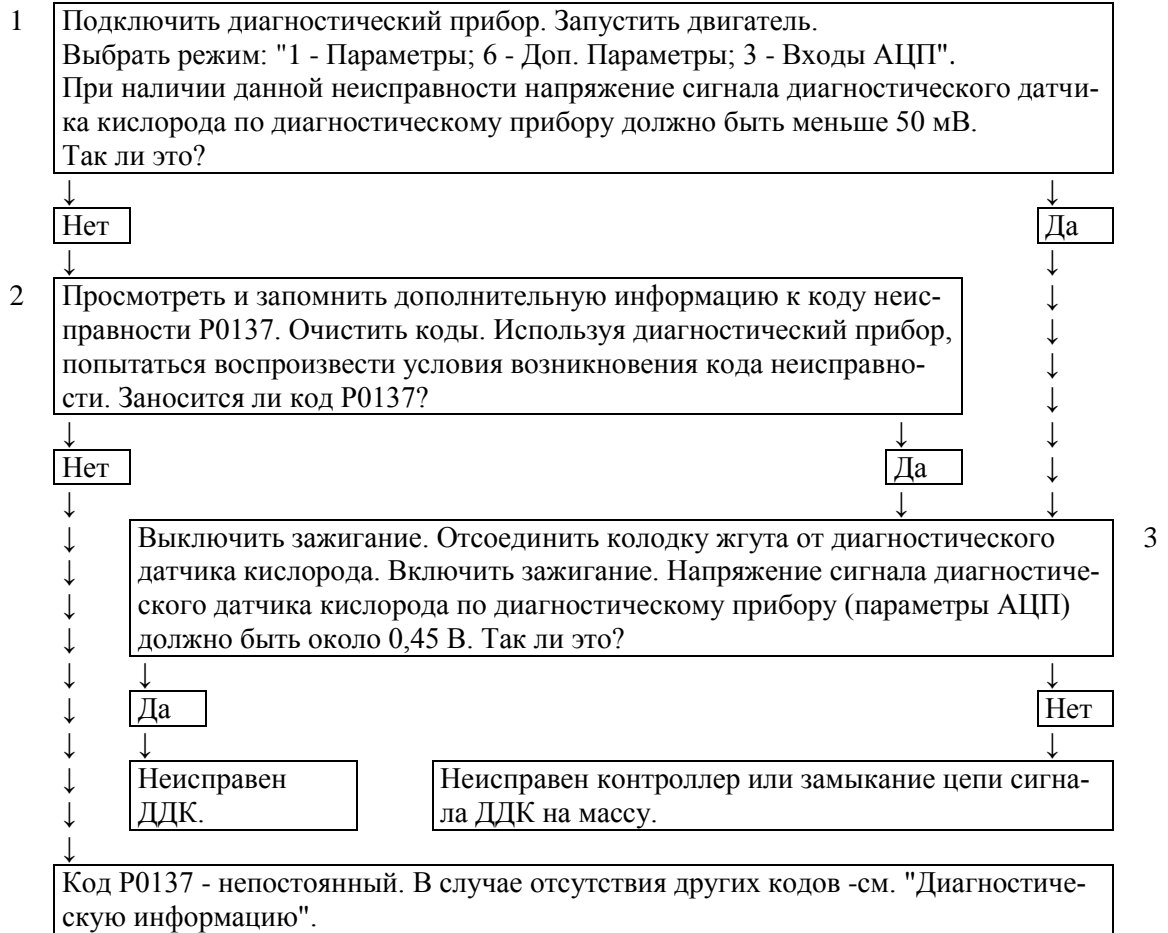 1
Подключить диагностический прибор. Запустить двигатель.
Выбрать режим: "1 - Параметры; 6 - Доп. Параметры; 3 - Входы АЦП".
При наличии данной неисправности напряжение сигнала диагностического датчи-
ка кислорода по диагностическому прибору должно быть меньше 50 мВ.
Так ли это?
↓ ↓
Нет Да
↓ ↓
2
Просмотреть и запомнить дополнительную информацию к коду неис-
правности Р0137. Очистить коды. Используя диагностический прибор,
попытаться воспроизвести условия возникновения кода неисправно-
сти. Заносится ли код Р0137?
↓ ↓ ↓
Нет Да ↓
↓ ↓ ↓
3
Выключить зажигание. Отсоединить колодку жгута от диагностического
датчика кислорода. Включить зажигание. Напряжение сигнала диагностиче-
ского датчика кислорода по диагностическому прибору (параметры АЦП)
должно быть около 0,45 В. Так ли это?
↓ ↓ ↓
↓ Да Нет
↓ ↓ ↓
Неисправен
ДДК.
Неисправен контроллер или замыкание цепи сигна-
ла ДДК на массу.
↓
Код Р0137 - непостоянный. В случае отсутствия других кодов -см. "Диагностиче-
скую информацию".